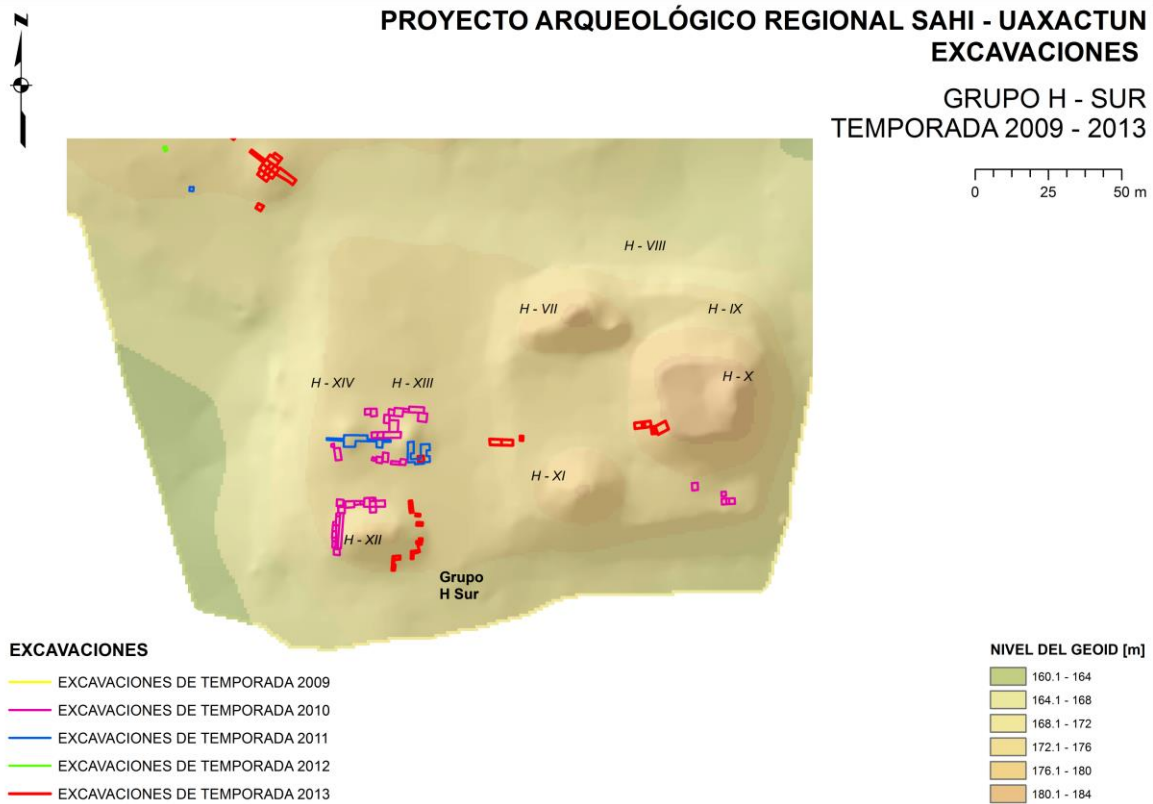 PROYECTO ARQUEOLÓGICO REGIONAL SAHI - UAXACTUN
EXCAVACIONES
GRUPO H - SUR
TEMPORADA 2009 - 2013
N
0 25 50 m
H - VIII
H - VII
H - IX
H - X
H - XIV
H - XIII
H - XI
H - XII
Grupo
H Sur
EXCAVACIONES
EXCAVACIONES DE TEMPORADA 2009
EXCAVACIONES DE TEMPORADA 2010
EXCAVACIONES DE TEMPORADA 2011
EXCAVACIONES DE TEMPORADA 2012
EXCAVACIONES DE TEMPORADA 2013
NIVEL DEL GEOID [m]
160.1 - 164
164.1 - 168
168.1 - 172
172.1 - 176
176.1 - 180
180.1 - 184